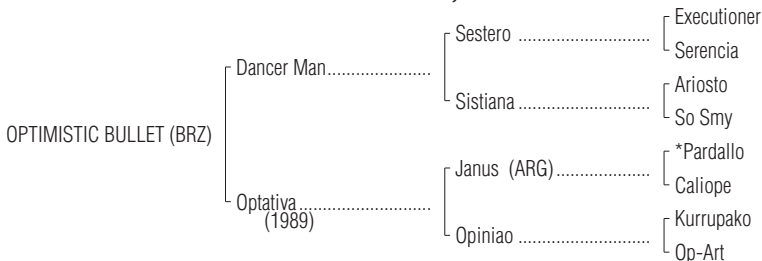 Executioner
Sestero ..............................
Serencia
Dancer Man.......................
Ariosto
Sistiana ..............................
So Smy
OPTIMISTIC BULLET (BRZ)
*Pardallo
Janus (ARG).....................
Caliope
Optativa .............................
(1989)
Kurrupako
Opiniao ..............................
Op-Art